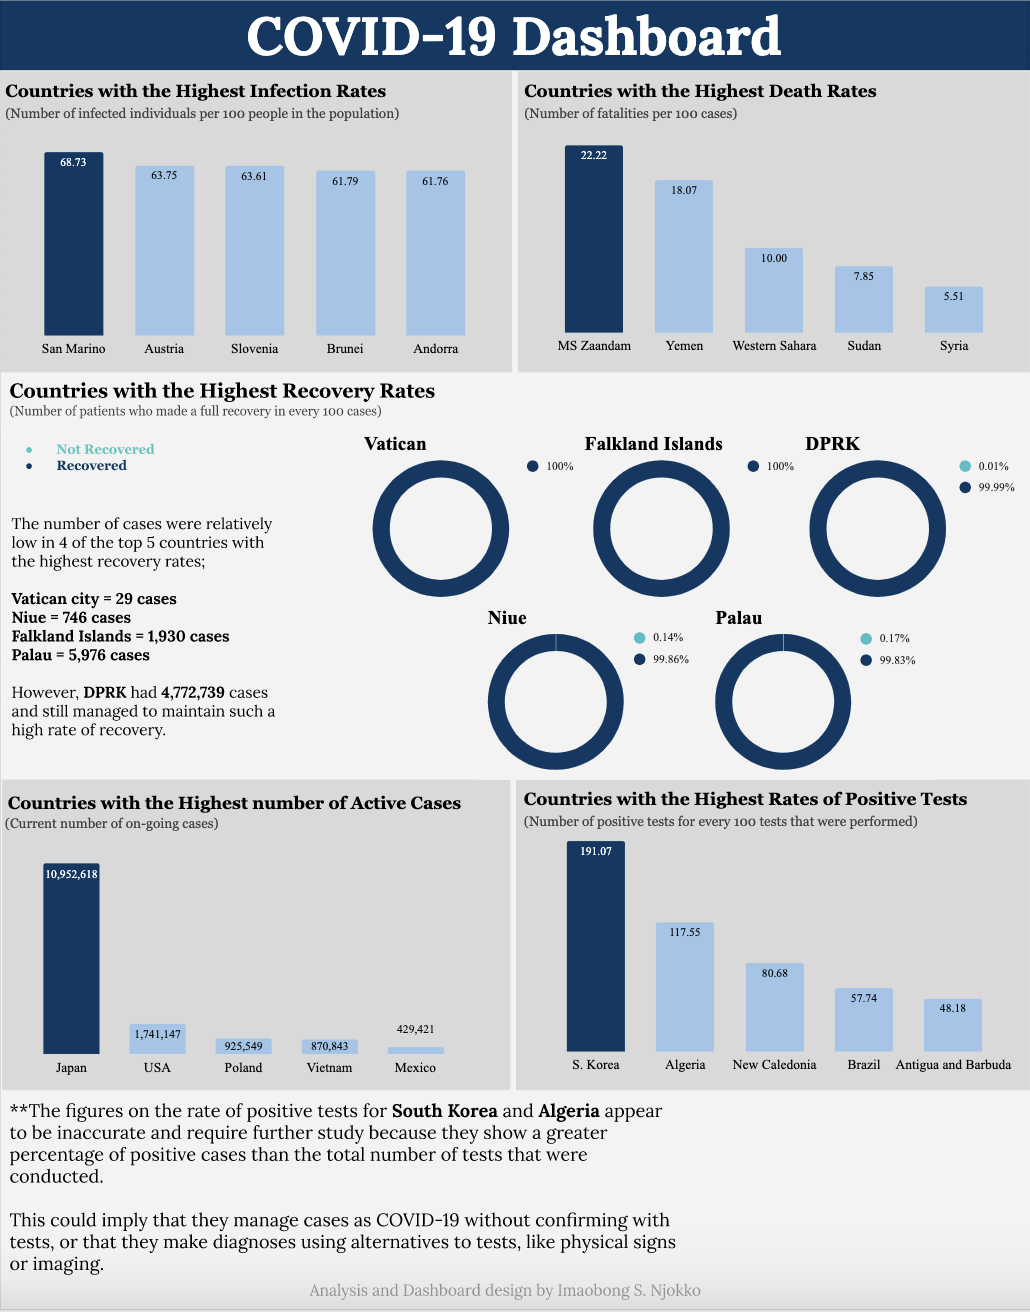 COVID-19 Dashboard
Countries with the Highest Infection Rates
(Number of infected individuals per 100 people in the population)
68.73
63.75
63.61
61.79
61.76
San Marino
Austria
Slovenia
Brunei
Andorra
Countries with the Highest Death Rates
(Number of fatalities per 100 cases)
22.22
18.07
10.00
7.85
5.51
MS Zaandam
Yemen
Western Sahara
Sudan
Syria
Countries with the Highest Recovery Rates
(Number of patients who made a full recovery in every 100 cases)
• Not Recovered
• Recovered
The number of cases were relatively
low in 4 of the top 5 countries with
the highest recovery rates;
Vatican city = 29 cases
Niue = 746 cases
Falkland Islands = 1,930 cases
Palau = 5,976 cases
However, DPRK had 4,772,739 cases
and still managed to maintain such a
high rate of recovery.
Vatican
100%
Falkland Islands
100%
DPRK
0.01%
99.99%
Niue
0.14%
99.86%
Palau
0.17%
99.83%
Countries with the Highest number of Active Cases
(Current number of on-going cases)
10,952,618
1,741,147
925,549
870,843
429,421
Japan
USA
Poland
Vietnam
Mexico
Countries with the Highest Rates of Positive Tests
(Number of positive tests for every 100 tests that were performed)
191.07
117.55
80.68
57.74
48.18
S. Korea
Algeria
New Caledonia
Brazil
Antigua and Barbuda
**The figures on the rate of positive tests for South Korea and Algeria appear
to be inaccurate and require further study because they show a greater
percentage of positive cases than the total number of tests that were
conducted.
This could imply that they manage cases as COVID-19 without confirming with
tests, or that they make diagnoses using alternatives to tests, like physical signs
or imaging.
Analysis and Dashboard design by Imaobong S. Njokko